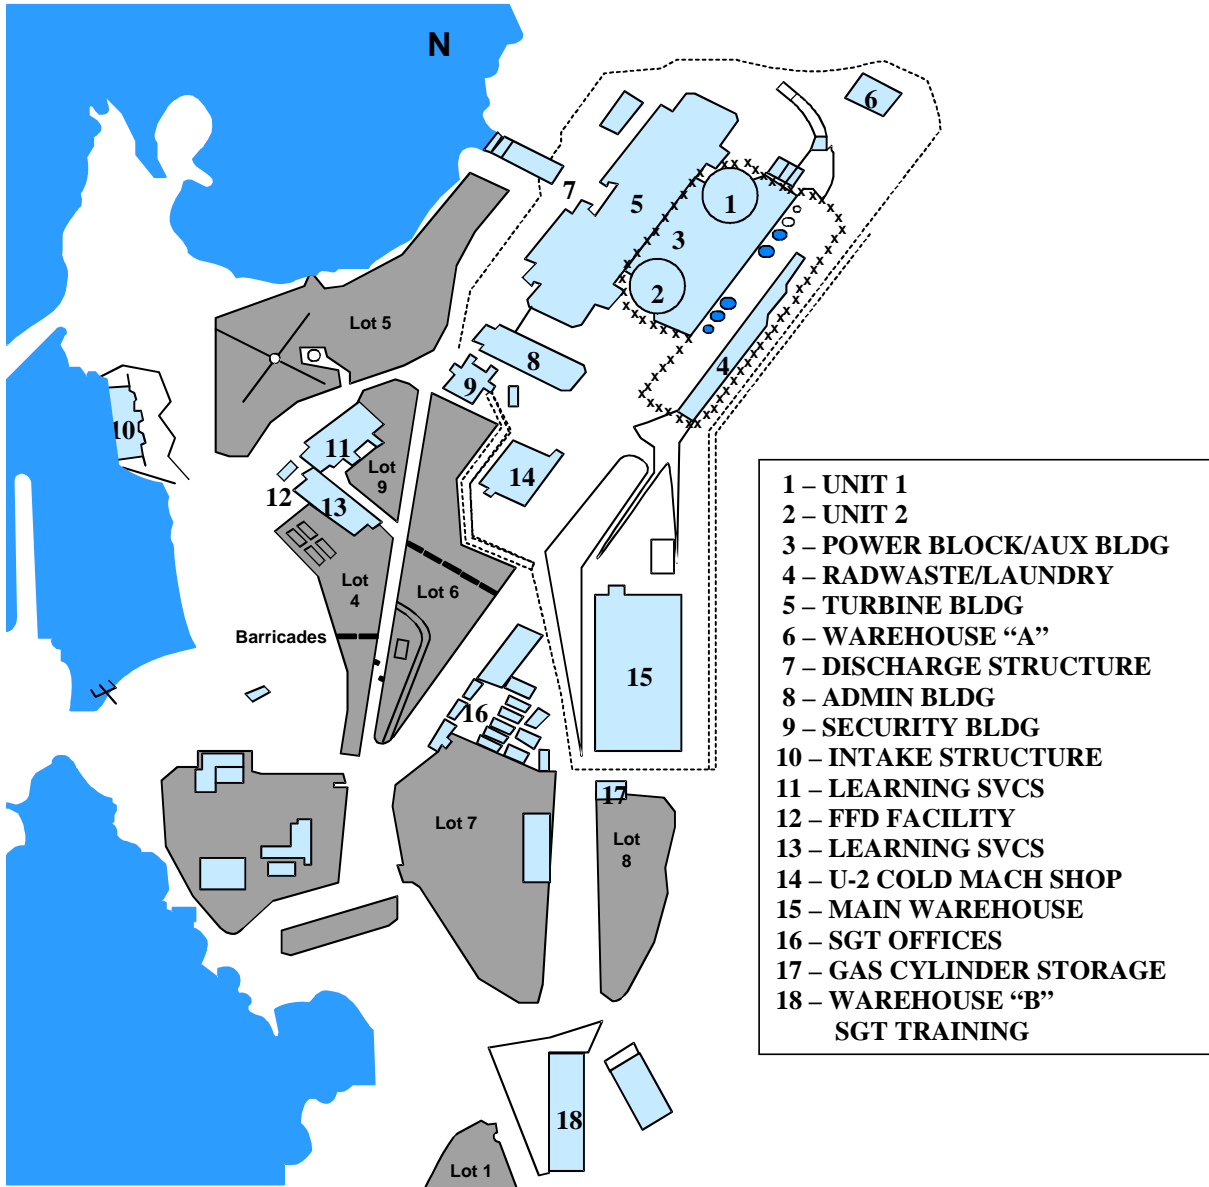 N
6
7
5
1
3
2
Lot 5
8
4
9
10
11
Lot
9
14
12
13
Lot
4
Lot 6
Barricades
15
16
17
Lot 7
Lot
8
18
Lot 1
1 – UNIT 1
2 – UNIT 2
3 – POWER BLOCK/AUX BLDG
4 – RADWASTE/LAUNDRY
5 – TURBINE BLDG
6 – WAREHOUSE “A”
7 – DISCHARGE STRUCTURE
8 – ADMIN BLDG
9 – SECURITY BLDG
10 – INTAKE STRUCTURE
11 – LEARNING SVCS
12 – FFD FACILITY
13 – LEARNING SVCS
14 – U-2 COLD MACH SHOP
15 – MAIN WAREHOUSE
16 – SGT OFFICES
17 – GAS CYLINDER STORAGE
18 – WAREHOUSE “B”
SGT TRAINING